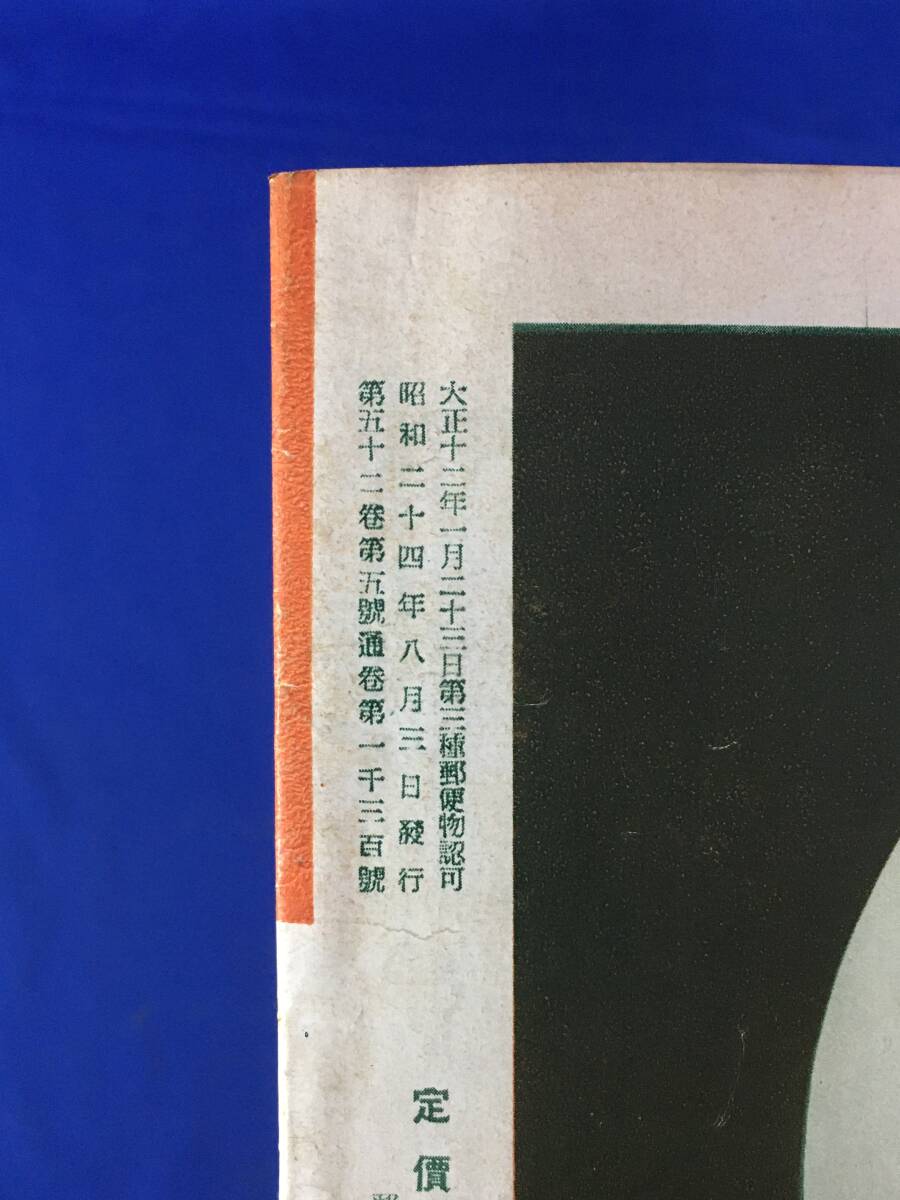 大正十二年一月二十三日第三種郵便物認可
昭和二十四年八月三日發行
第五十二卷第五號通卷第一千三百號
定價